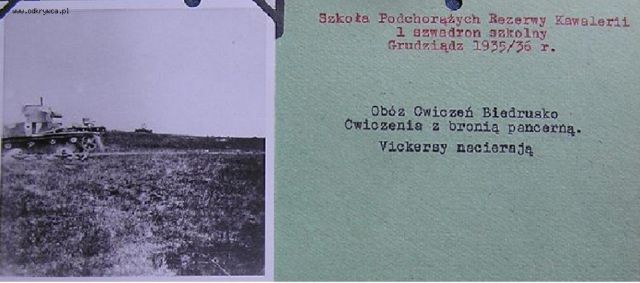 www.odkrywca.pl
Szkoła Podchorążych Rezerwy Kawalerii
1 szwadron szkolny
Grudziądz 1935/36 r.
Obóz Cwiczeń Biedrusko
Ćwiczenia z bronią pancerną.
Vickersy nacierają